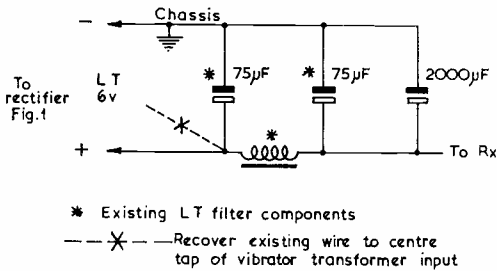 Chassis
−
* 75µF
* 75µF
2000µF
To rectifier Fig.1
LT 6v
*
+
To Rx
* Existing LT filter components
Recover existing wire to centre
tap of vibrator transformer input